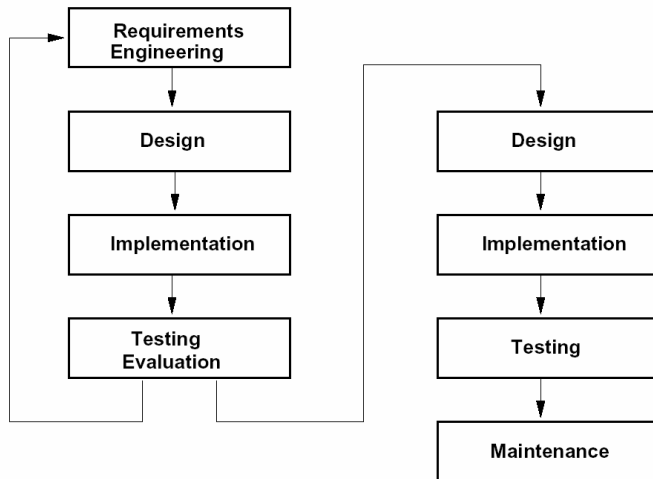 Requirements
Engineering
Design
Implementation
Testing
Evaluation
Design
Implementation
Testing
Maintenance